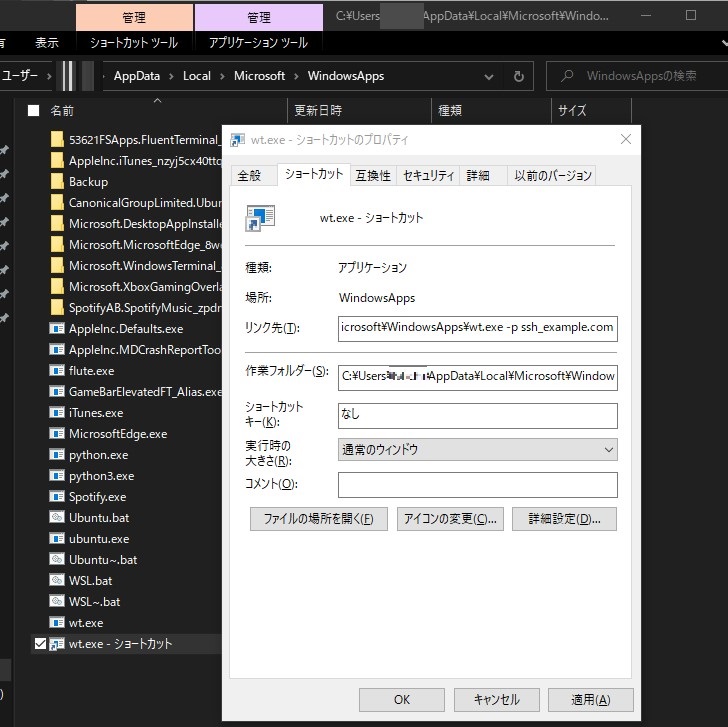 管理
管理
C:¥Users
AppData¥Local¥Microsoft¥Windo...
有
表示
ショートカット ツール
アプリケーション ツール
ユーザー
AppData
Local
Microsoft
WindowsApps
WindowsAppsの検索
名前
更新日時
種類
サイズ
53621FSApps.FluentTerminal_
AppleInc.iTunes_nzyj5cx40ttq
Backup
CanonicalGroupLimited.Ubun
Microsoft.DesktopAppInstalle
Microsoft.MicrosoftEdge_8we
Microsoft.WindowsTerminal_
Microsoft.XboxGamingOverla
SpotifyAB.SpotifyMusic_zpdn
AppleInc.Defaults.exe
AppleInc.MDCrashReportToo
flute.exe
GameBarElevatedFT_Alias.exe
iTunes.exe
MicrosoftEdge.exe
python.exe
python3.exe
Spotify.exe
Ubuntu.bat
ubuntu.exe
Ubuntu~.bat
WSL.bat
WSL~.bat
wt.exe
wt.exe - ショートカット
wt.exe - ショートカットのプロパティ
全般
ショートカット
互換性
セキュリティ
詳細
以前のバージョン
wt.exe - ショートカット
種類:
アプリケーション
場所:
WindowsApps
リンク先(T):
icrosoft¥WindowsApps¥wt.exe -p ssh_example.com
作業フォルダー(S):
C:¥Users¥
AppData¥Local¥Microsoft¥Window
ショートカット
キー(K):
なし
実行時の
大きさ(R):
通常のウィンドウ
コメント(O):
ファイルの場所を開く(F)
アイコンの変更(C)...
詳細設定(D)...
OK
キャンセル
適用(A)